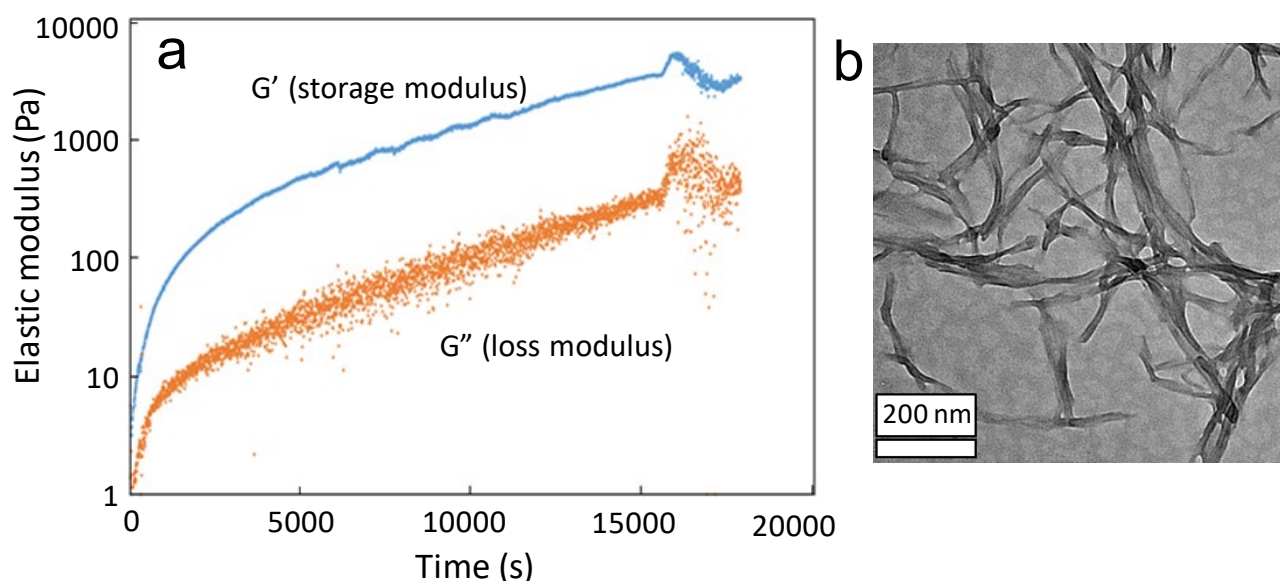 a
Elastic modulus (Pa)
10000
1000
100
10
1
G’ (storage modulus)
G” (loss modulus)
0
5000
10000
15000
20000
Time (s)
b
200 nm